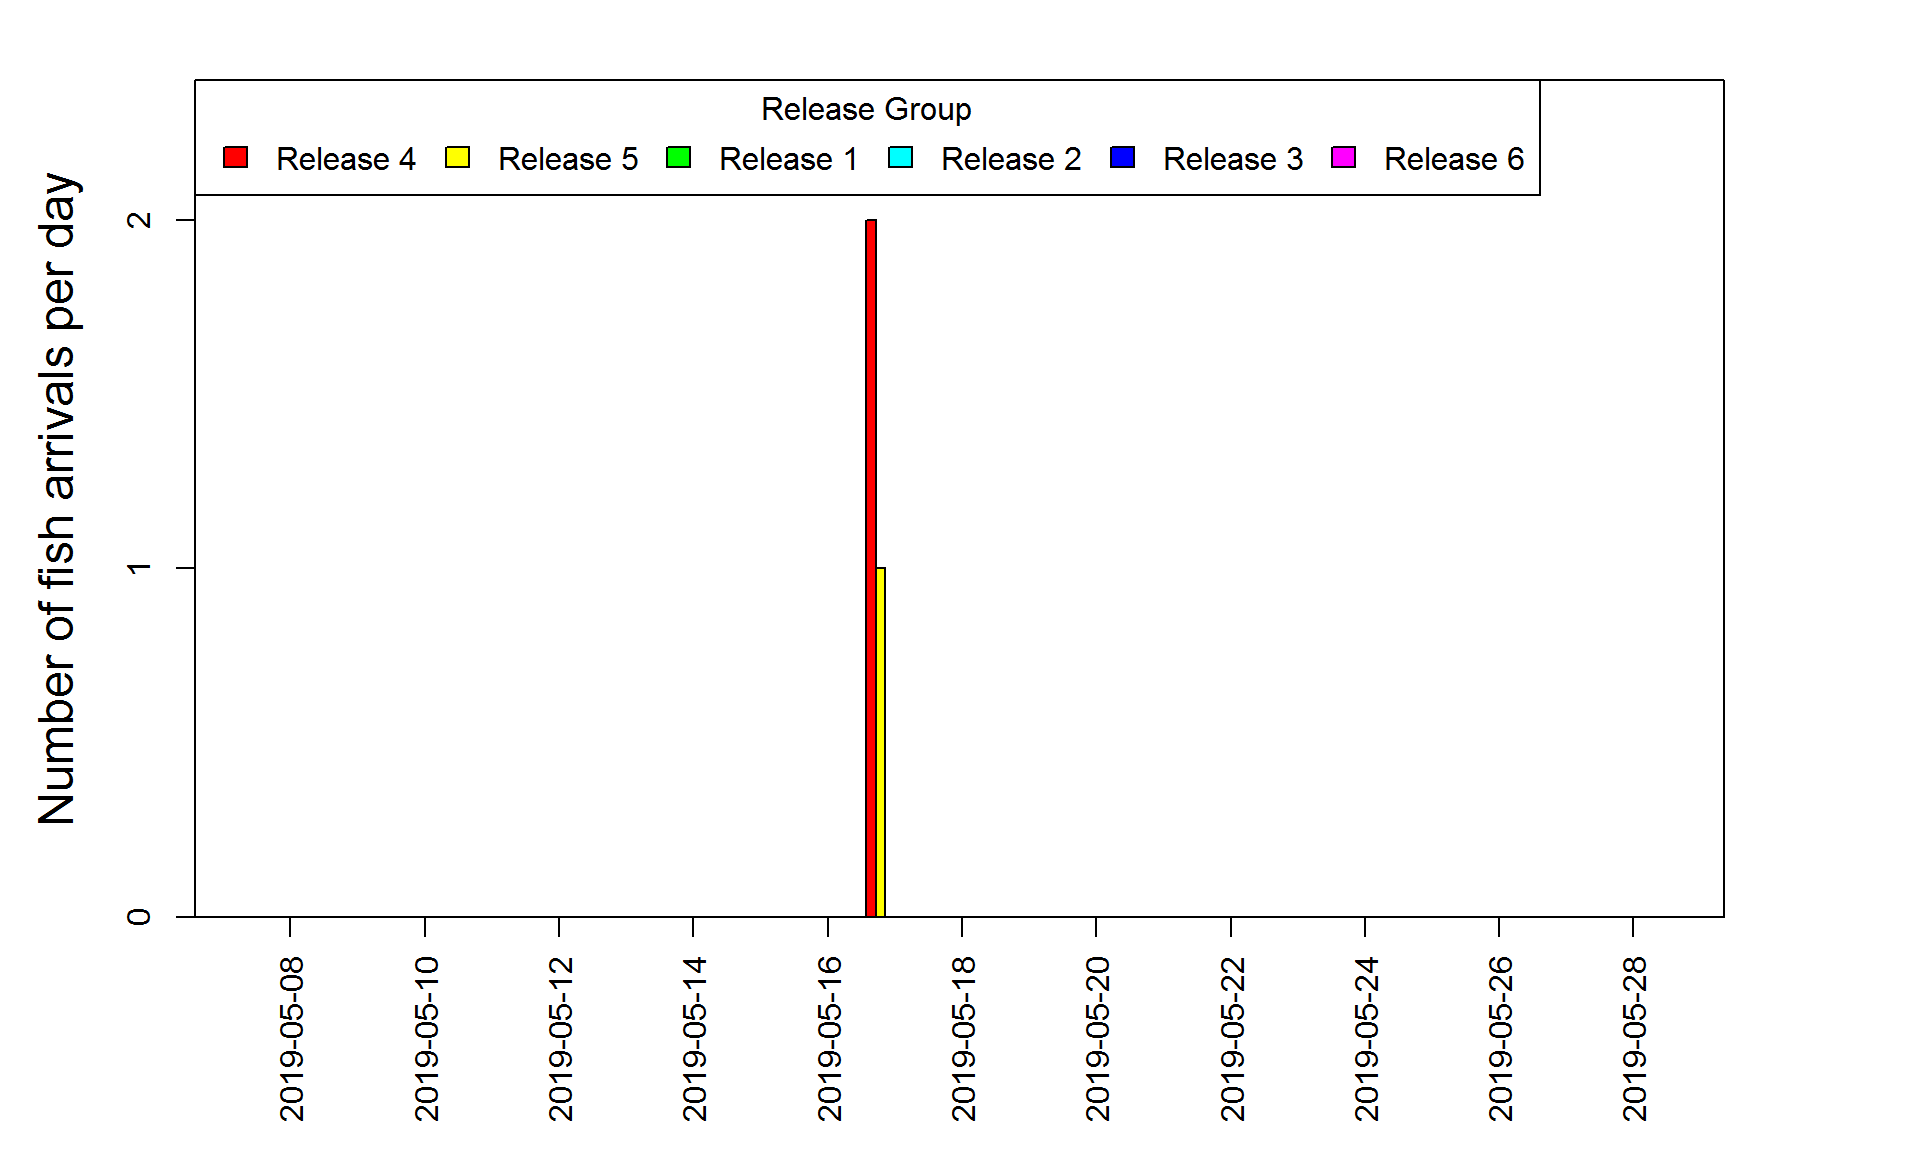 Release Group
Release 4 Release 5 Release 1 Release 2 Release 3 Release 6
Number of fish arrivals per day
2
1
0
2019-05-08 2019-05-10 2019-05-12 2019-05-14 2019-05-16 2019-05-18 2019-05-20 2019-05-22 2019-05-24 2019-05-26 2019-05-28